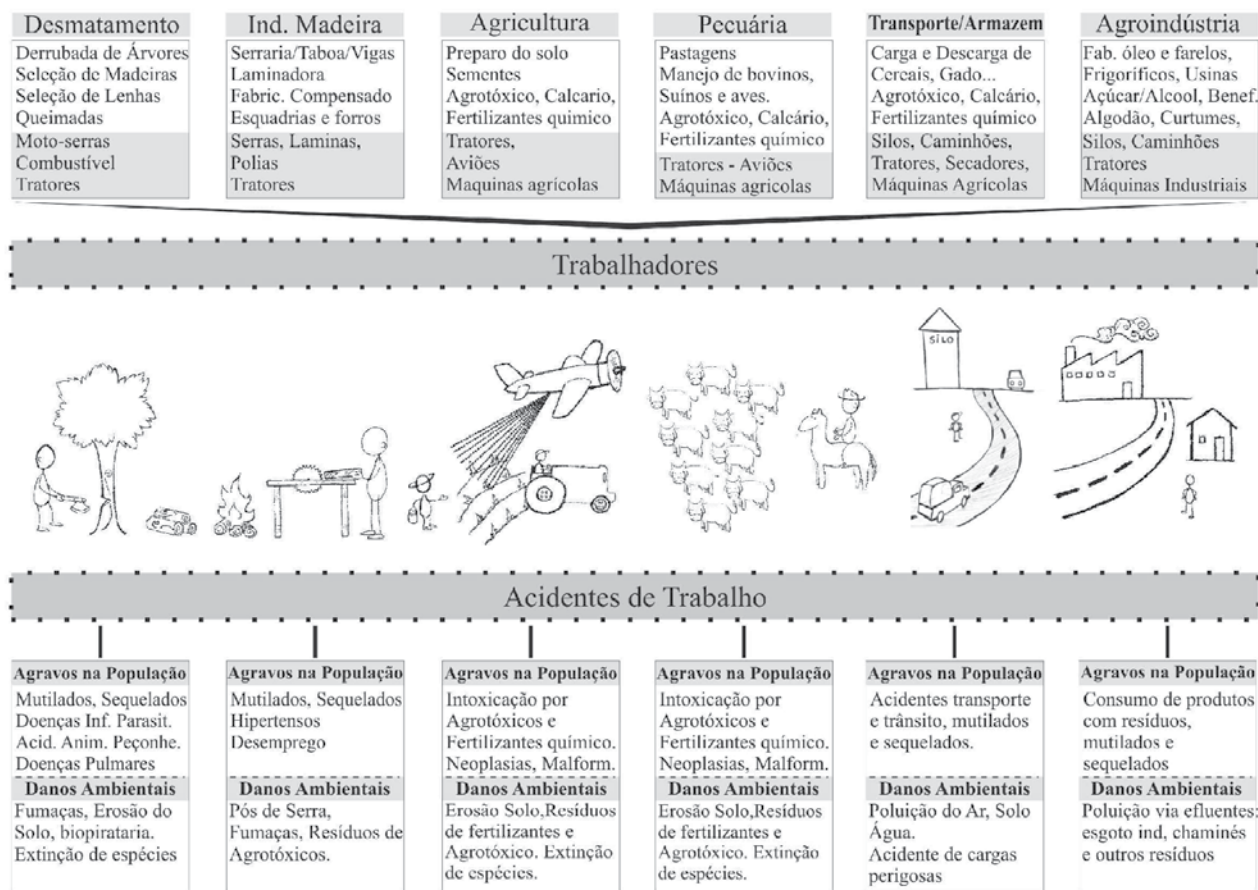 Desmatamento
Derrubada de Árvores
Seleção de Madeiras
Seleção de Lenhas
Queimadas
Moto-serras
Combustível
Tratores
Ind. Madeira
Serraria/Taboa/Vigas
Laminadora
Fabric. Compensado
Esquadrias e forros
Serras, Laminas,
Polias
Tratores
Agricultura
Preparo do solo
Sementes
Agrotóxico, Calcario,
Fertilizantes quimico
Tratores,
Aviões
Maquinas agrícolas
Pecuária
Pastagens
Manejo de bovinos,
Suínos e aves.
Agrotóxico, Calcário,
Fertilizantes químico
Tratores - Aviões
Máquinas agricolas
Transporte/Armazem
Carga e Descarga de
Cereais, Gado...
Agrotóxico, Calcário,
Fertilizantes químico
Silos, Caminhões,
Tratores, Secadores,
Máquinas Agrícolas
Agroindústria
Fab. óleo e farelos,
Frigoríficos, Usinas
Açúcar/Alcool, Benef.
Algodão, Curtumes,
Silos, Caminhões
Tratores
Máquinas Industriais
Trabalhadores
SILO
Acidentes de Trabalho
Agravos na População
Mutilados, Sequelados
Doenças Inf. Parasit.
Acid. Anim. Peçonhe.
Doenças Pulmares
Danos Ambientais
Fumaças, Erosão do
Solo, biopirataria.
Extinção de espécies
Agravos na População
Mutilados, Sequelados
Hipertensos
Desemprego
Danos Ambientais
Pós de Serra,
Fumaças, Resíduos de
Agrotóxicos.
Agravos na População
Intoxicação por
Agrotóxicos e
Fertilizantes químico.
Neoplasias, Malform.
Danos Ambientais
Erosão Solo,Resíduos
de fertilizantes e
Agrotóxico. Extinção
de espécies.
Agravos na População
Intoxicação por
Agrotóxicos e
Fertilizantes químico.
Neoplasias, Malform.
Danos Ambientais
Erosão Solo,Resíduos
de fertilizantes e
Agrotóxico. Extinção
de espécies.
Agravos na População
Acidentes transporte
e trânsito, mutilados
e sequelados.
Danos Ambientais
Poluição do Ar, Solo
Água.
Acidente de cargas
perigosas
Agravos na População
Consumo de produtos
com resíduos,
mutilados e
sequelados
Danos Ambientais
Poluição via efluentes;
esgoto ind, chaminés
e outros resíduos